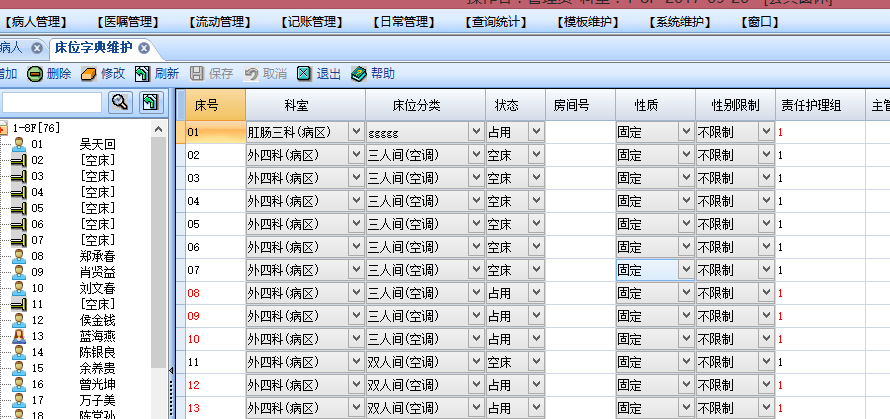 【病人管理】 【医嘱管理】 【流动管理】 【记账管理】 【日常管理】 【查询统计】 【模板维护】 【系统维护】 【窗口】
病人 床位字典维护
增加 删除 修改 刷新 保存 取消 退出 帮助
床号 科室 床位分类 状态 房间号 性质 性别限制 责任护理组 主管
1-8F[76]
01 吴天回
02 [空床]
03 [空床]
04 [空床]
05 [空床]
06 [空床]
07 [空床]
08 郑承春
09 肖贤益
10 刘文春
11 [空床]
12 侯金钱
13 蓝海燕
14 陈银良
15 余养贵
16 曾光坤
17 万子美
18
01 肛肠三科(病区) ggggg 占用 固定 不限制 1
02 外四科(病区) 三人间(空调) 空床 固定 不限制 1
03 外四科(病区) 三人间(空调) 空床 固定 不限制 1
04 外四科(病区) 三人间(空调) 空床 固定 不限制 1
05 外四科(病区) 三人间(空调) 空床 固定 不限制 1
06 外四科(病区) 三人间(空调) 空床 固定 不限制 1
07 外四科(病区) 三人间(空调) 空床 固定 不限制 1
08 外四科(病区) 三人间(空调) 占用 固定 不限制 1
09 外四科(病区) 三人间(空调) 占用 固定 不限制 1
10 外四科(病区) 三人间(空调) 占用 固定 不限制 1
11 外四科(病区) 双人间(空调) 空床 固定 不限制 1
12 外四科(病区) 双人间(空调) 占用 固定 不限制 1
13 外四科(病区) 双人间(空调) 占用 固定 不限制 1